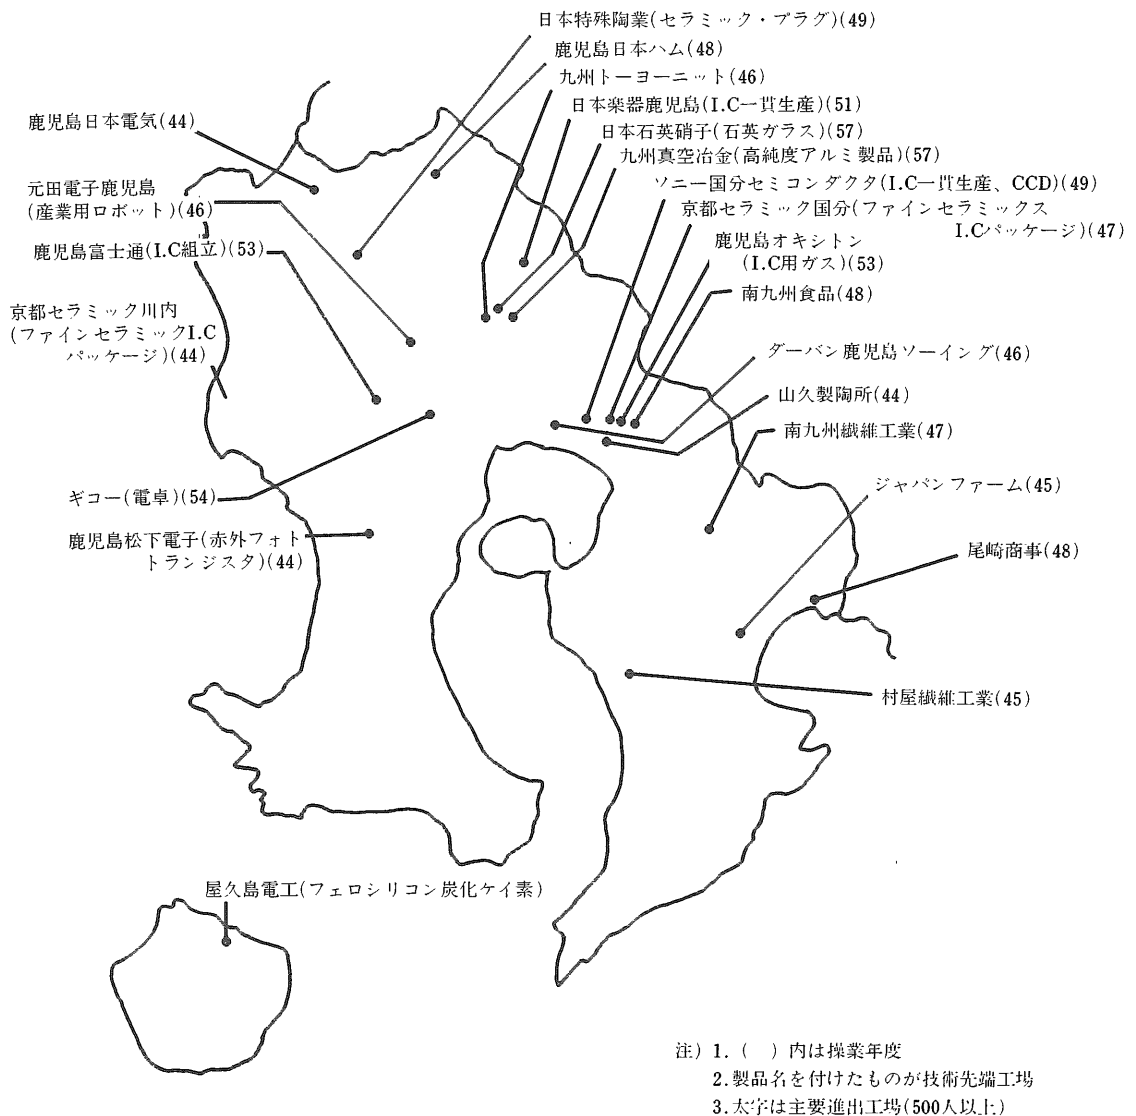 日本特殊陶業(セラミック・プラグ)(49)
鹿児島日本ハム(48)
九州トーヨーニット(46)
日本楽器鹿児島(I.C一貫生産)(51)
日本石英硝子(石英ガラス)(57)
九州真空冶金(高純度アルミ製品)(57)
ソニー国分セミコンダクタ(I.C一貫生産、CCD)(49)
京都セラミック国分(ファインセラミックス
I.Cパッケージ)(47)
鹿児島オキシトン
(I.C用ガス)(53)
南九州食品(48)
ダーバン鹿児島ソーイング(46)
山久製陶所(44)
南九州繊維工業(47)
ジャパンファーム(45)
尾崎商事(48)
村屋繊維工業(45)
鹿児島日本電気(44)
元田電子鹿児島
(産業用ロボット)(46)
鹿児島富士通(I.C組立)(53)
京都セラミック川内
(ファインセラミックI.C
パッケージ)(44)
ギコー(電卓)(54)
鹿児島松下電子(赤外フォト
トランジスタ)(44)
屋久島電工(フェロシリコン炭化ケイ素)
注) 1. (　) 内は操業年度
2. 製品名を付けたものが技術先端工場
3. 太字は主要進出工場(500人以上)